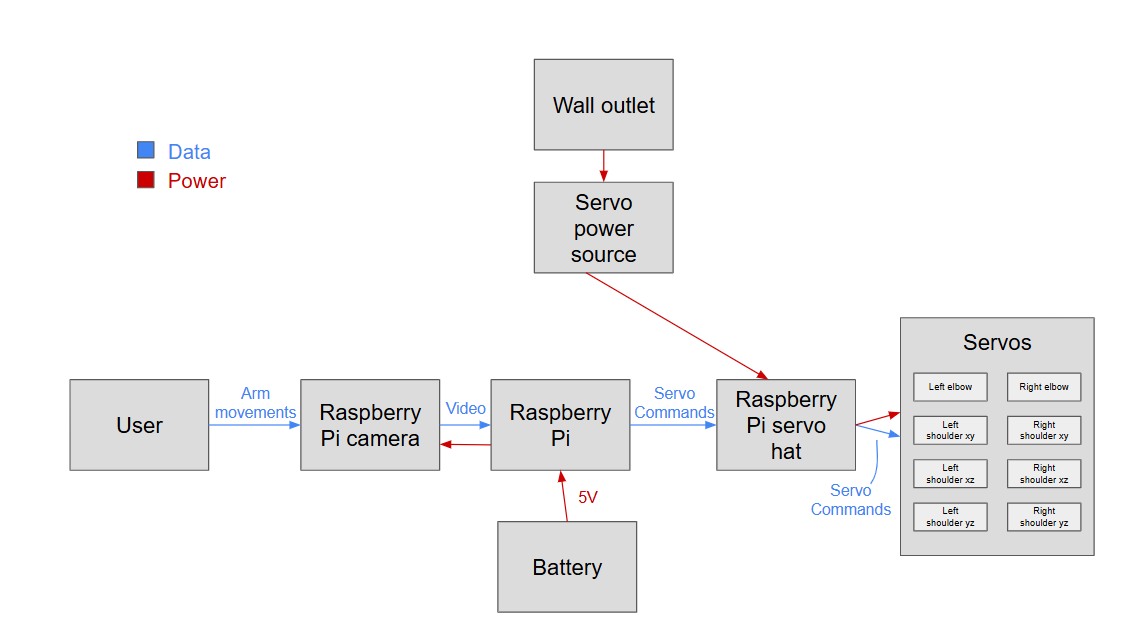 Wall outlet
Data
Power
Servo
power
source
Servos
Left elbow
Right elbow
Left
shoulder xy
Right
shoulder xy
Left
shoulder xz
Right
shoulder xz
Left
shoulder yz
Right
shoulder yz
User
Arm
movements
Raspberry
Pi camera
Video
Raspberry
Pi
Servo
Commands
Raspberry
Pi servo
hat
Servo
Commands
5V
Battery